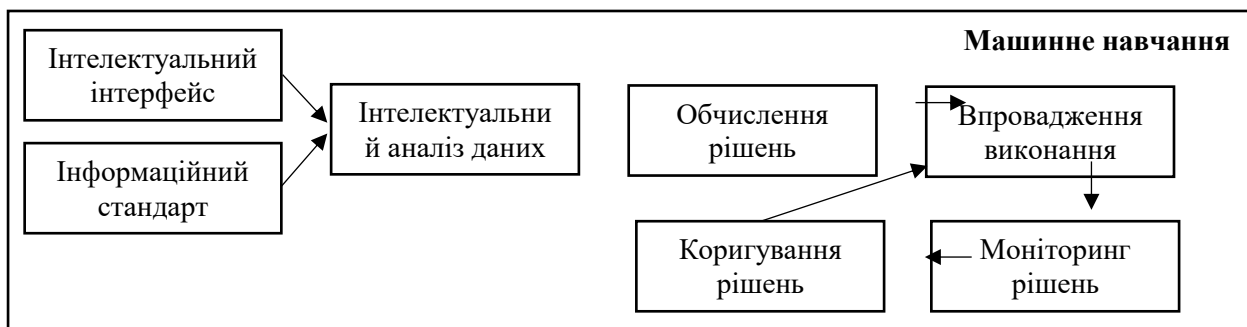 Машинне навчання
Інтелектуальний
інтерфейс
Інформаційний
стандарт
Інтелектуальни
й аналіз даних
Обчислення
рішень
Впровадження
виконання
Коригування
рішень
Моніторинг
рішень